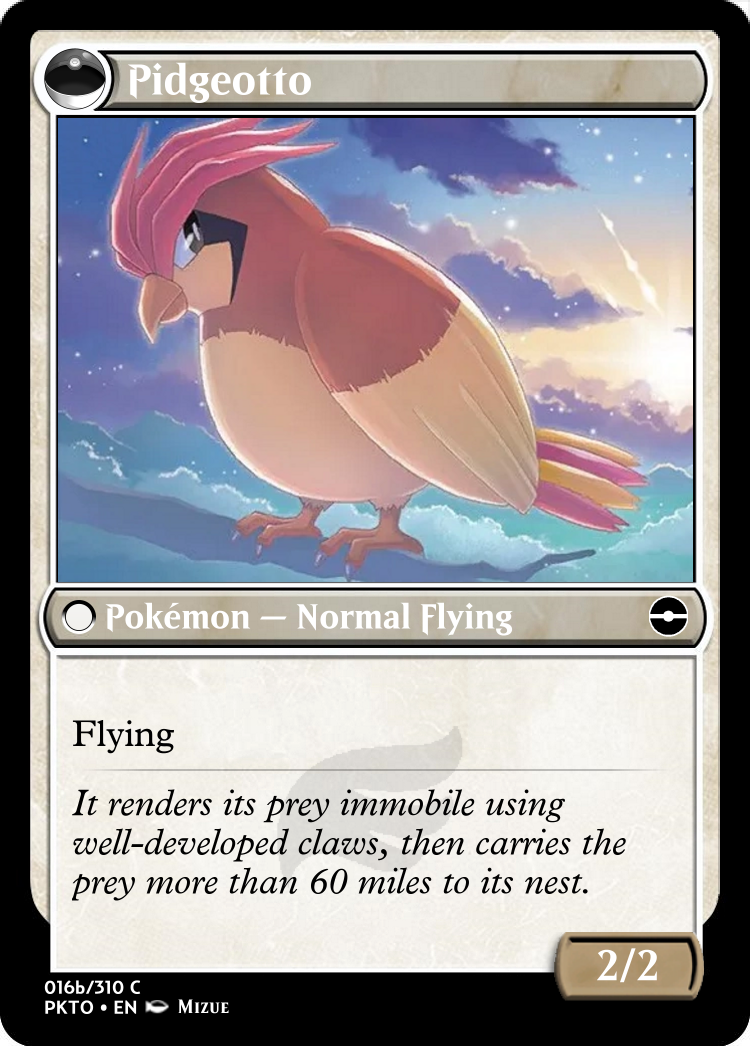 Pidgeotto
Pokémon — Normal Flying
Flying
It renders its prey immobile using
well-developed claws, then carries the
prey more than 60 miles to its nest.
2/2
016b/310 C
PKTO • EN Mizue